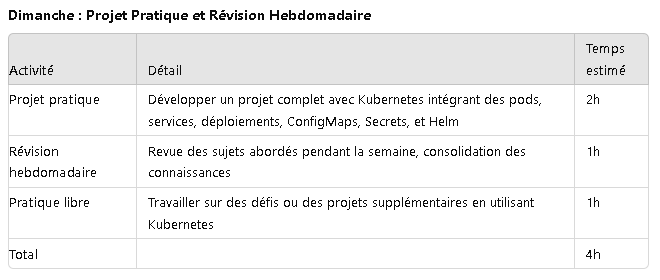 Dimanche : Projet Pratique et Révision Hebdomadaire
Activité Détail Temps estimé
Projet pratique Développer un projet complet avec Kubernetes intégrant des pods,
services, déploiements, ConfigMaps, Secrets, et Helm 2h
Révision hebdomadaire Revue des sujets abordés pendant la semaine, consolidation des
connaissances 1h
Pratique libre Travailler sur des défis ou des projets supplémentaires en utilisant
Kubernetes 1h
Total 4h